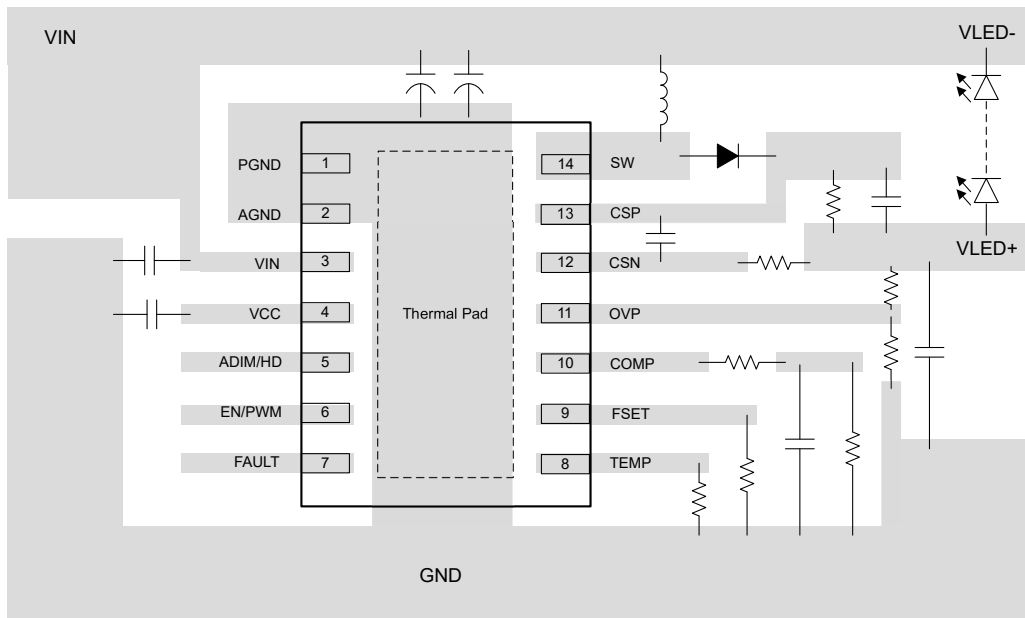 VIN
VLED-
PGND 1
14 SW
AGND 2
13 CSP
VIN 3
12 CSN
VLED+
VCC 4
Thermal Pad
11 OVP
ADIM/HD 5
10 COMP
EN/PWM 6
9 FSET
FAULT 7
8 TEMP
GND